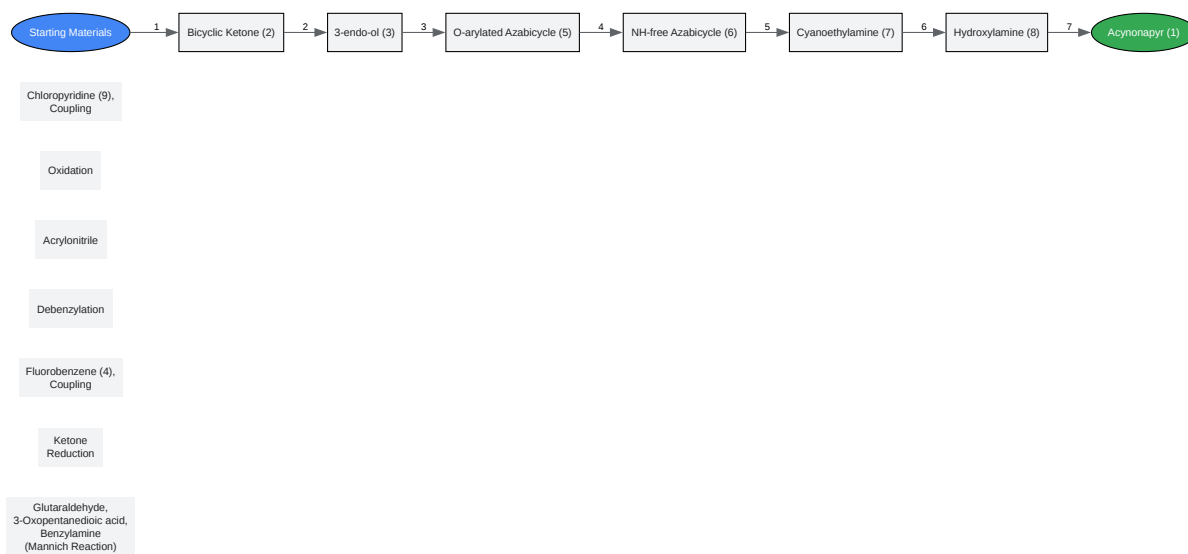 Starting Materials
1
Bicyclic Ketone (2)
2
3-endo-ol (3)
3
O-arylated Azabicycle (5)
4
NH-free Azabicycle (6)
5
Cyanoethylamine (7)
6
Hydroxylamine (8)
7
Acynonapyr (1)
Chloropyridine (9),
Coupling
Oxidation
Acrylonitrile
Debenzylation
Fluorobenzene (4),
Coupling
Ketone
Reduction
Glutaraldehyde,
3-Oxopentanedioic acid,
Benzylamine
(Mannich Reaction)